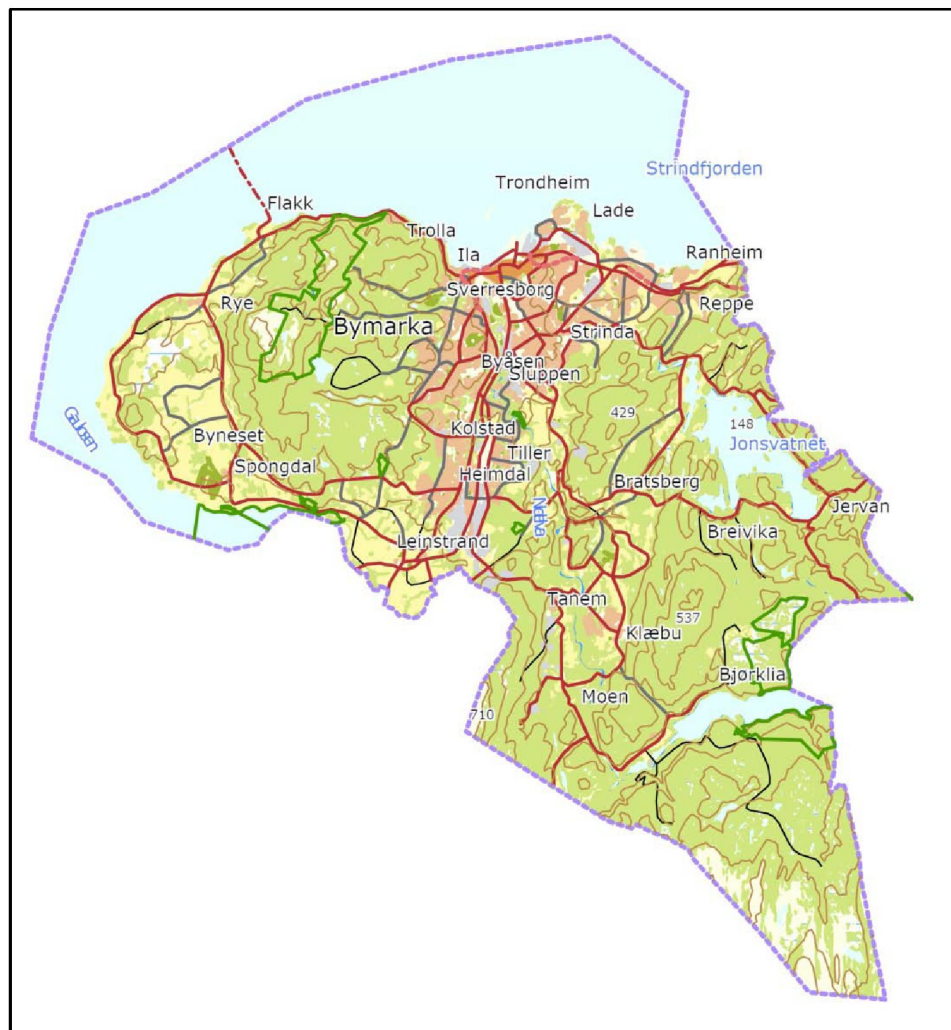 Strindfjorden
Trondheim
Flakk
Lade
Trolla
Ila
Ranheim
Sverresborg
Rye
Reppe
Bymarka
Strinda
Byåsen
Sluppen
429
148
Kolstad
Jonsvatnet
Gaulosen
Byneset
Tiller
Spongdal
Heimdal
Bratsberg
Jervan
Nidelva
Breivika
Leinstrand
Tanem
537
Klæbu
Bjørklia
Moen
710